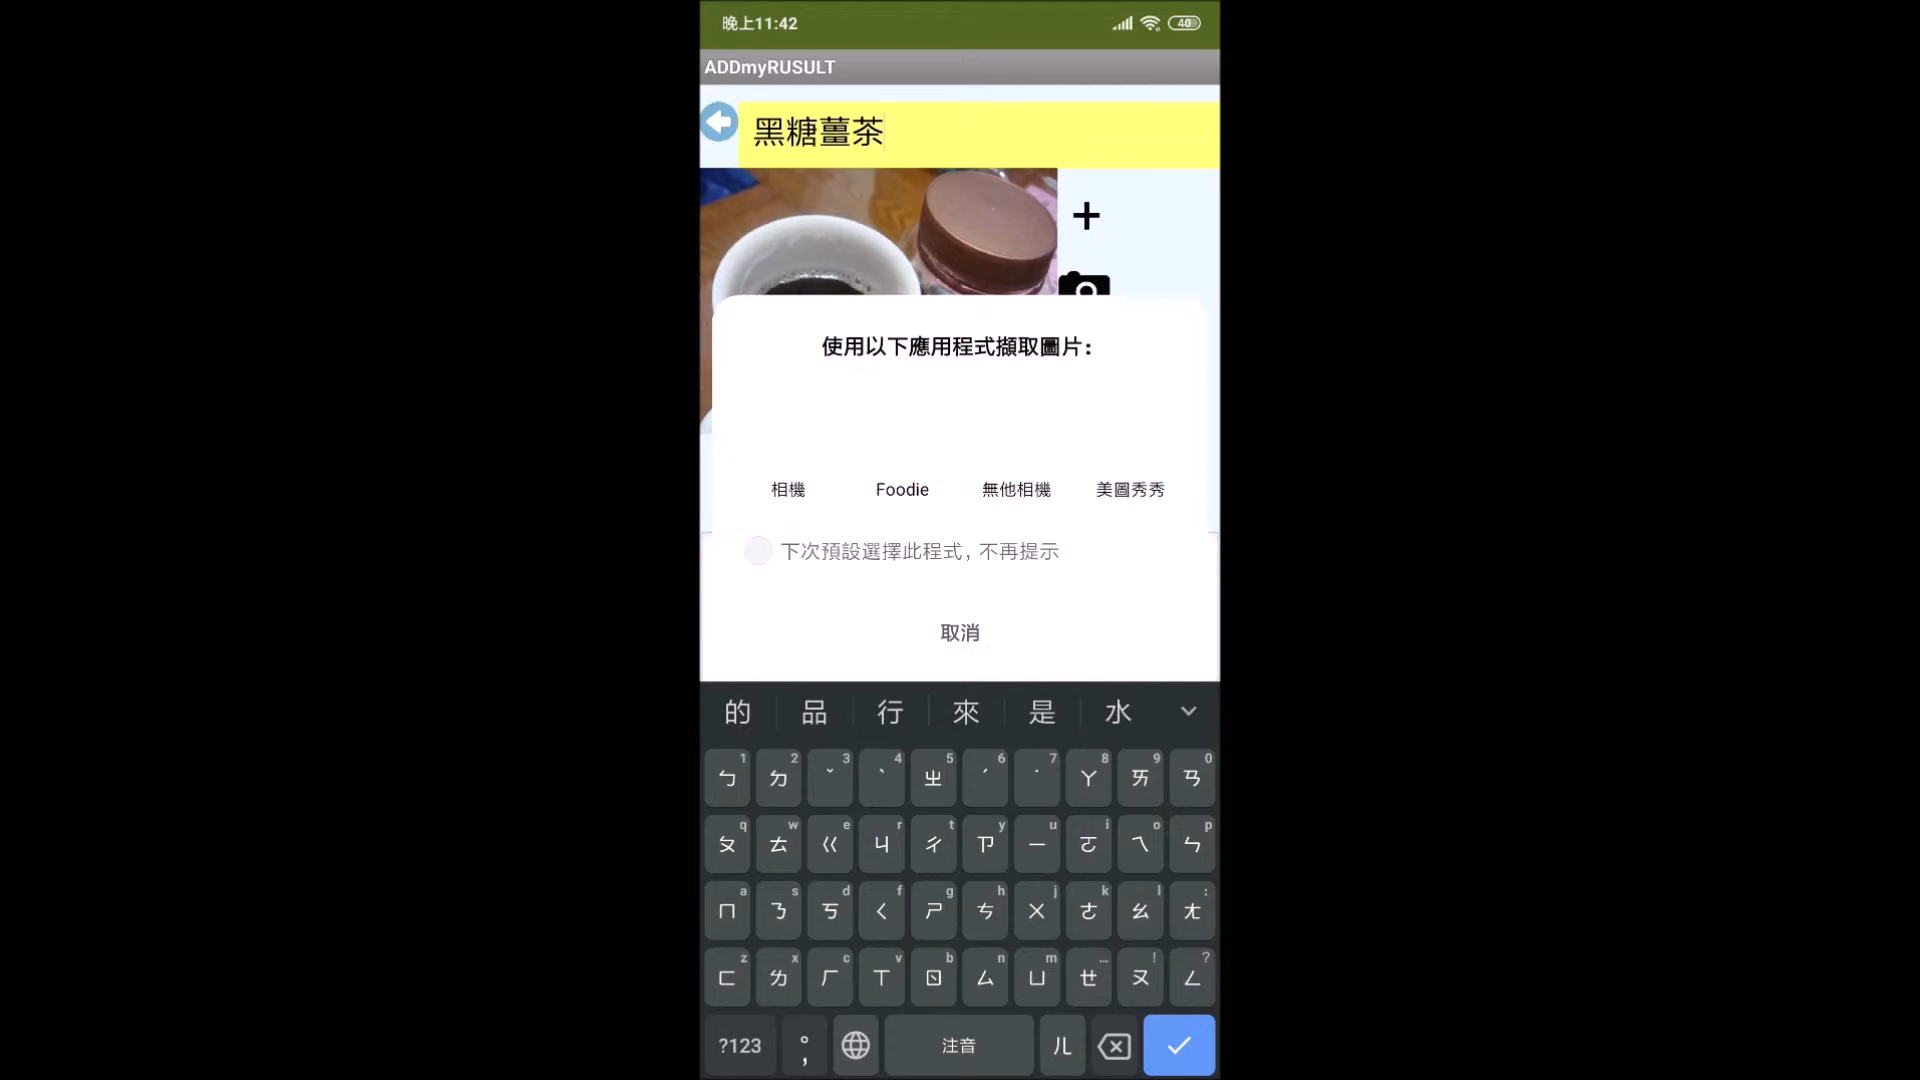 晚上11:42
40
ADDmyRUSULT
黑糖薑茶
+
使用以下應用程式擷取圖片：
相機 Foodie 無他相機 美圖秀秀
下次預設選擇此程式，不再提示
取消
的 品 行 來 是 水
1 2 3 4 5 6 7 8 9 0
ㄅ ㄉ ˇ ˋ ㄓ ˊ ˙ ㄚ ㄞ ㄢ
q w e r t y u i o p
ㄆ ㄊ ㄍ ㄐ ㄔ ㄗ ㄧ ㄛ ㄟ ㄣ
a s d f g h j k l :
ㄇ ㄋ ㄎ ㄑ ㄕ ㄘ ㄨ ㄜ ㄠ ㄤ
z x c v b n m … ! ?
ㄈ ㄌ ㄏ ㄒ ㄖ ㄙ ㄩ ㄝ ㄡ ㄥ
?123 °, 注音 ㄦ